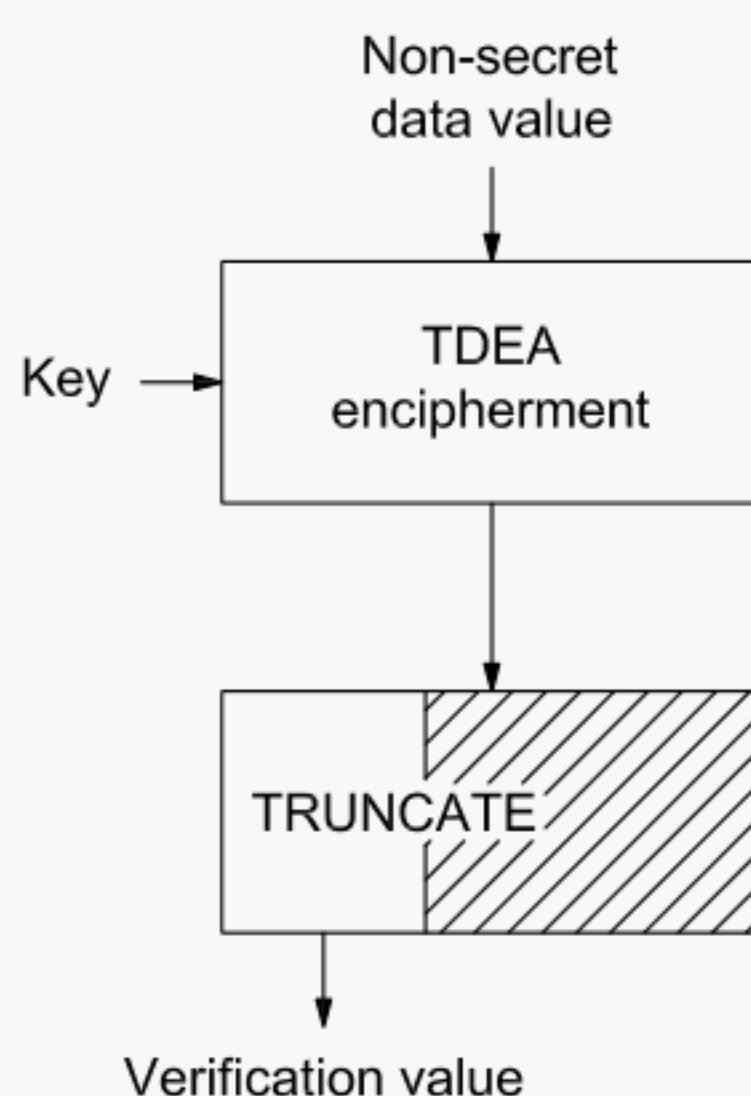 Non-secret
data value
Key
TDEA
encipherment
TRUNCATE
Verification value